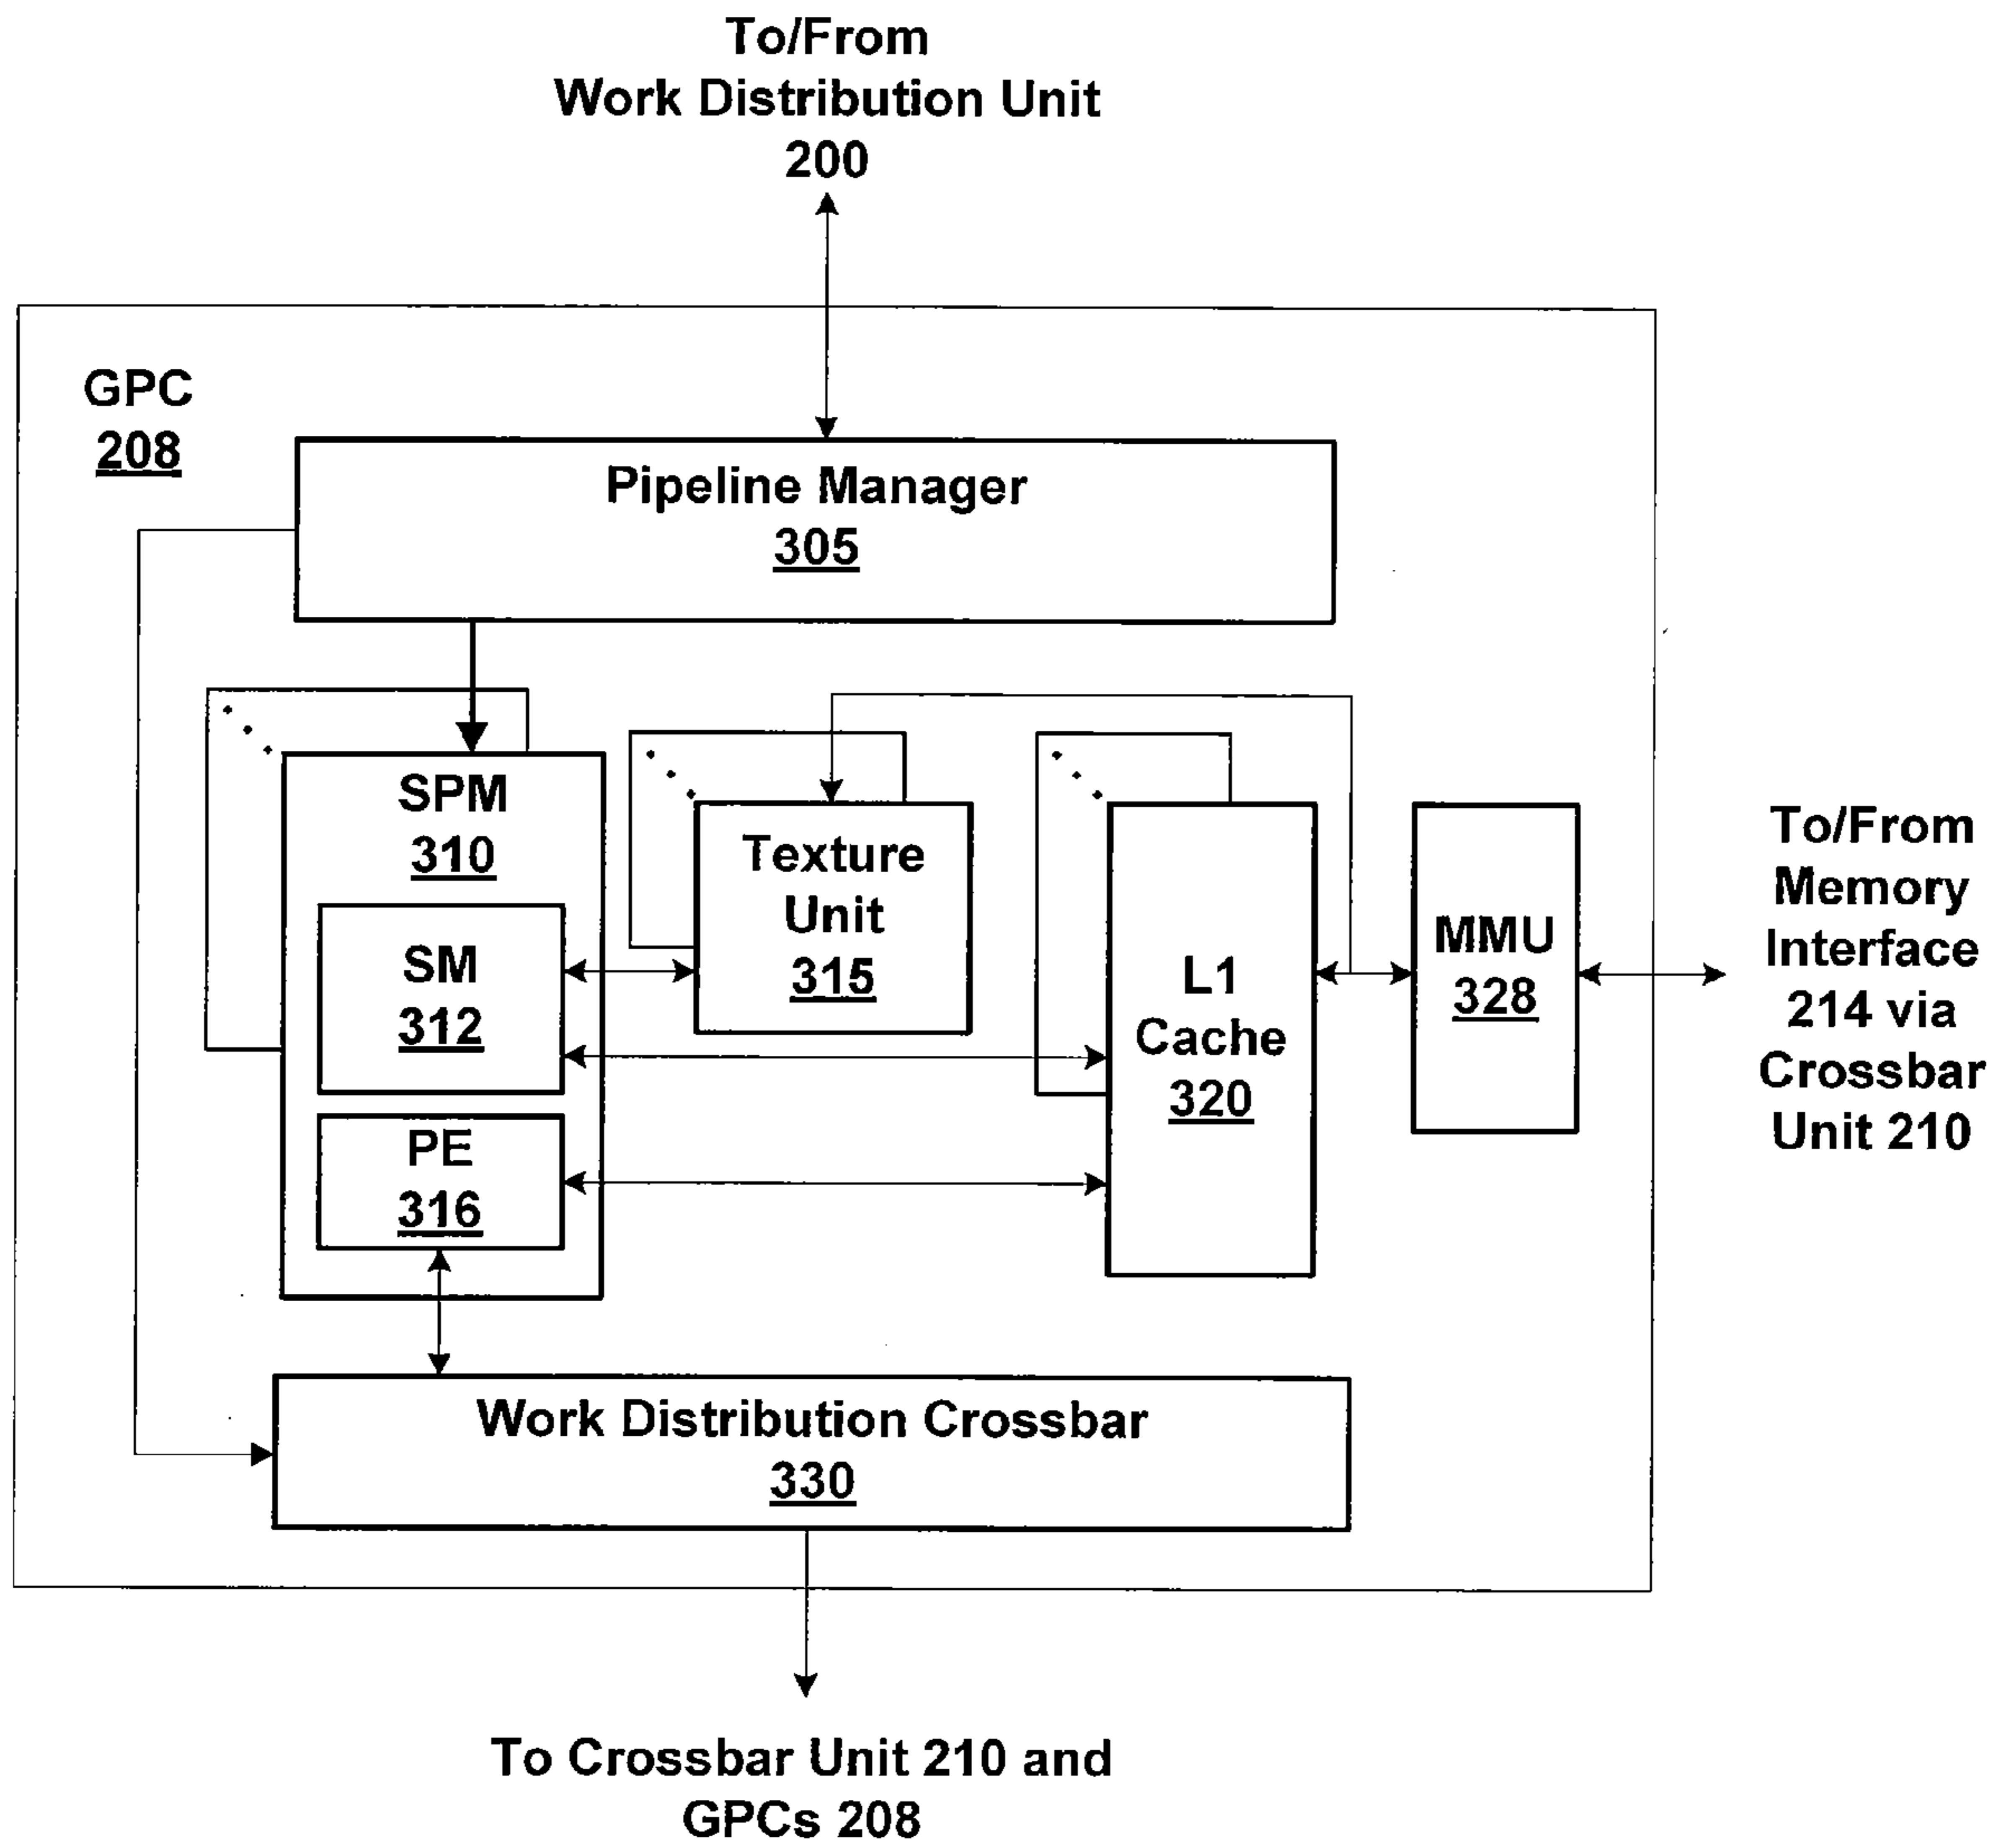 To/From
Work Distribution Unit
200
GPC
208
Pipeline Manager
305
SPM
310
SM
312
PE
316
Texture
Unit
315
L1
Cache
320
MMU
328
To/From
Memory
Interface
214 via
Crossbar
Unit 210
Work Distribution Crossbar
330
To Crossbar Unit 210 and
GPCs 208